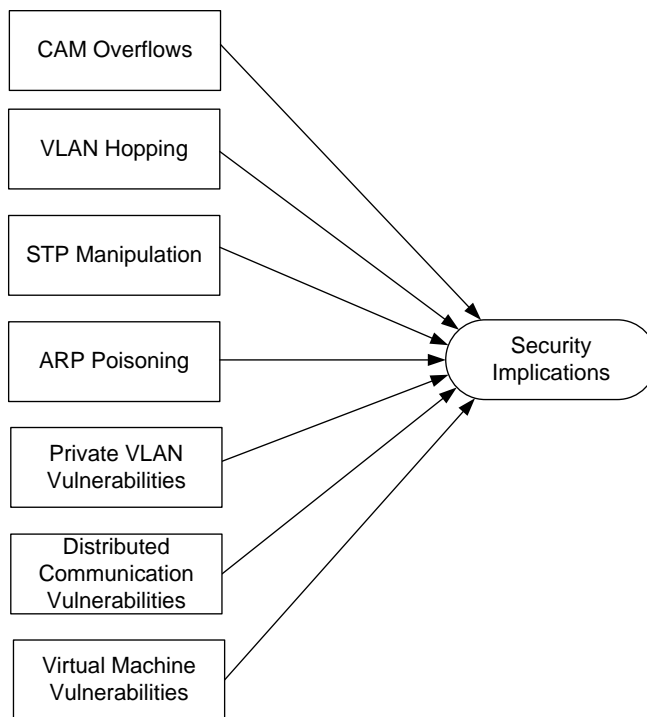 CAM Overflows
VLAN Hopping
STP Manipulation
ARP Poisoning
Private VLAN
Vulnerabilities
Distributed
Communication
Vulnerabilities
Virtual Machine
Vulnerabilities
Security
Implications